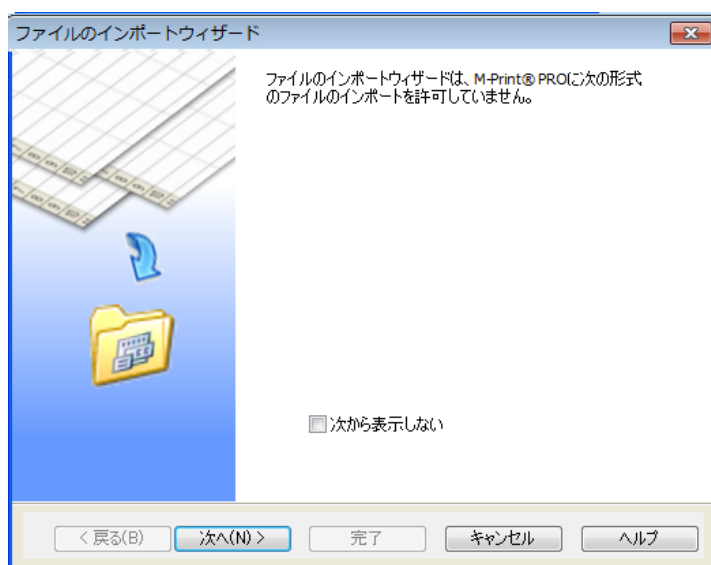 ファイルのインポートウィザード
ファイルのインポートウィザードは、M-Print® PROに次の形式
のファイルのインポートを許可していません。
次から表示しない
< 戻る(B)
次へ(N) >
完了
キャンセル
ヘルプ